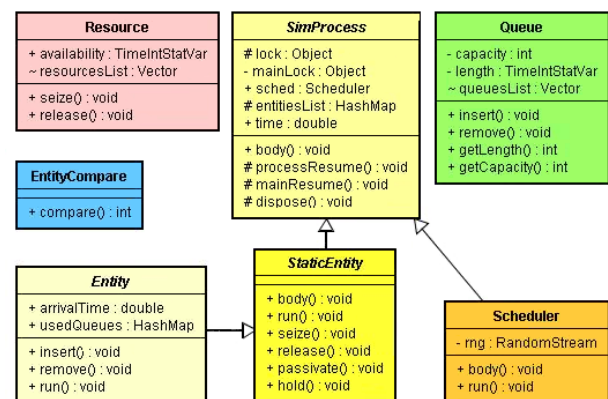 Resource
+ availability : TimeIntStatVar
~ resourcesList : Vector
+ seize() : void
+ release() : void
SimProcess
# lock : Object
- mainLock : Object
+ sched : Scheduler
# entitiesList : HashMap
+ time : double
+ body() : void
# processResume() : void
# mainResume() : void
# dispose() : void
Queue
- capacity : int
- length : TimeIntStatVar
~ queuesList : Vector
+ insert() : void
+ remove() : void
+ getLength() : int
+ getCapacity() : int
EntityCompare
+ compare() : int
Entity
+ arrivalTime : double
+ usedQueues : HashMap
+ insert() : void
+ remove() : void
+ run() : void
StaticEntity
+ body() : void
+ run() : void
+ seize() : void
+ release() : void
+ passivate() : void
+ hold() : void
Scheduler
- rng : RandomStream
+ body() : void
+ run() : void